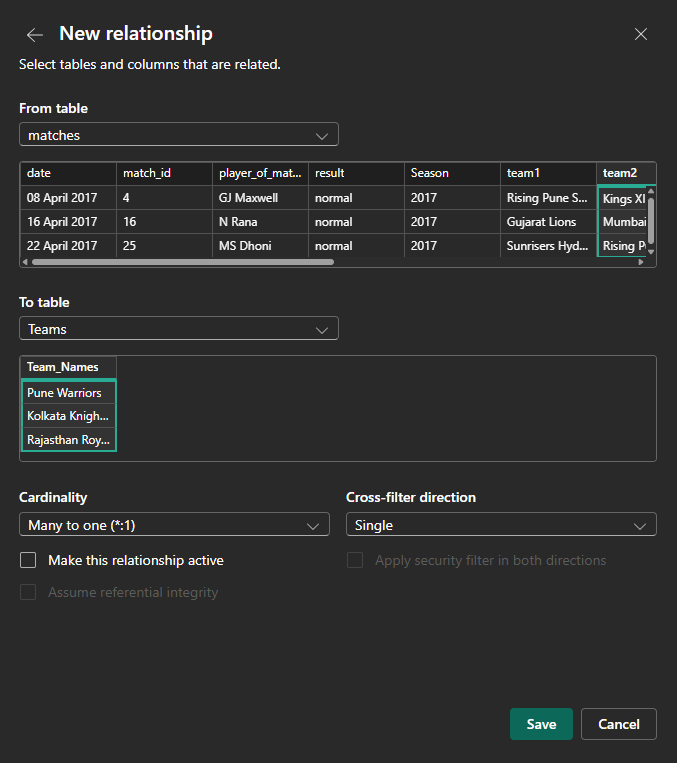 New relationship
Select tables and columns that are related.
From table
matches
date match_id player_of_mat... result Season team1 team2
08 April 2017 4 GJ Maxwell normal 2017 Rising Pune S... Kings XI
16 April 2017 16 N Rana normal 2017 Gujarat Lions Mumbai
22 April 2017 25 MS Dhoni normal 2017 Sunrisers Hyd... Rising P
To table
Teams
Team_Names
Pune Warriors
Kolkata Knigh...
Rajasthan Roy...
Cardinality Cross-filter direction
Many to one (*:1) Single
Make this relationship active Apply security filter in both directions
Assume referential integrity
Save Cancel